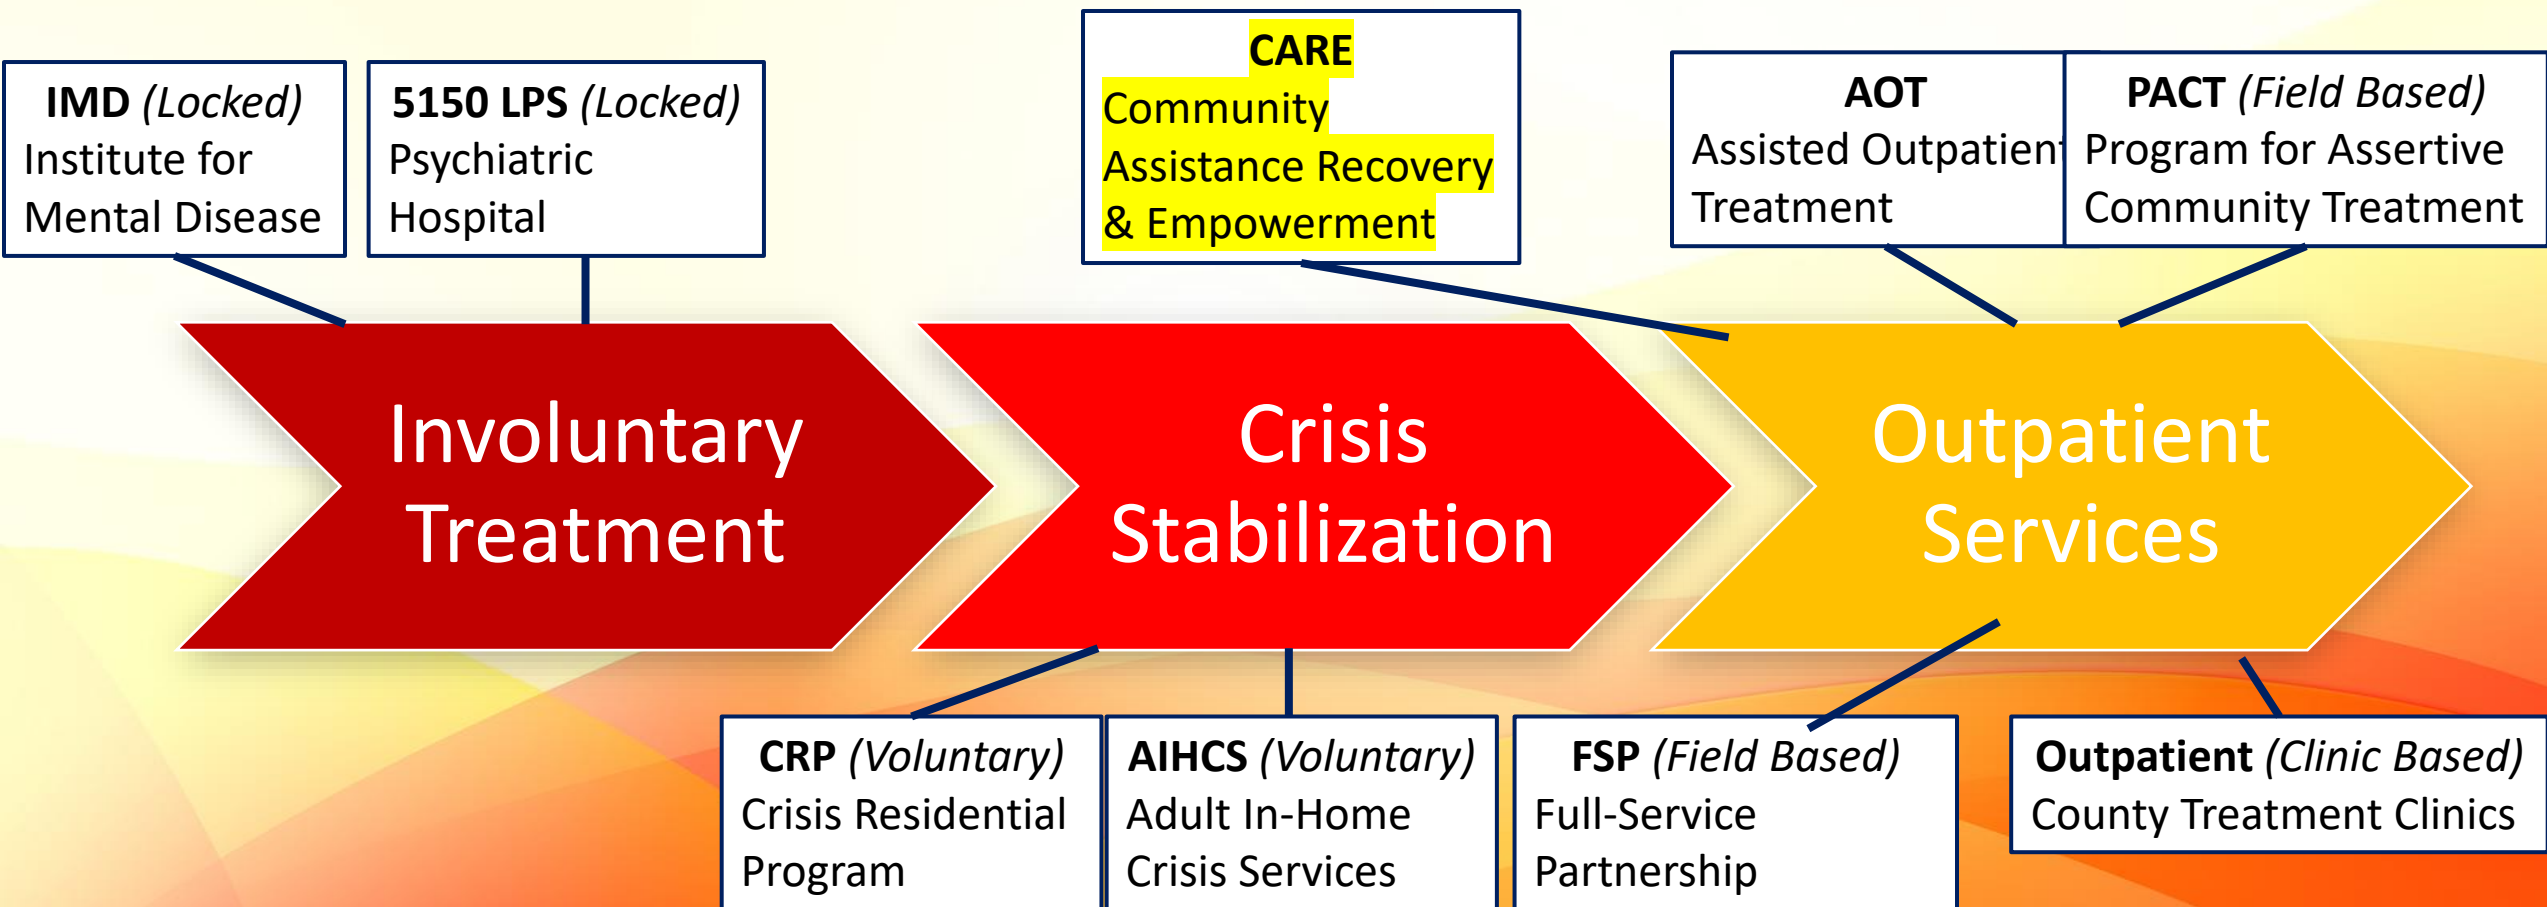 IMD (Locked)
Institute for
Mental Disease
5150 LPS (Locked)
Psychiatric
Hospital
CARE
Community
Assistance Recovery
& Empowerment
AOT
Assisted Outpatient
Treatment
PACT (Field Based)
Program for Assertive
Community Treatment
Involuntary
Treatment
Crisis
Stabilization
Outpatient
Services
CRP (Voluntary)
Crisis Residential
Program
AIHCS (Voluntary)
Adult In-Home
Crisis Services
FSP (Field Based)
Full-Service
Partnership
Outpatient (Clinic Based)
County Treatment Clinics